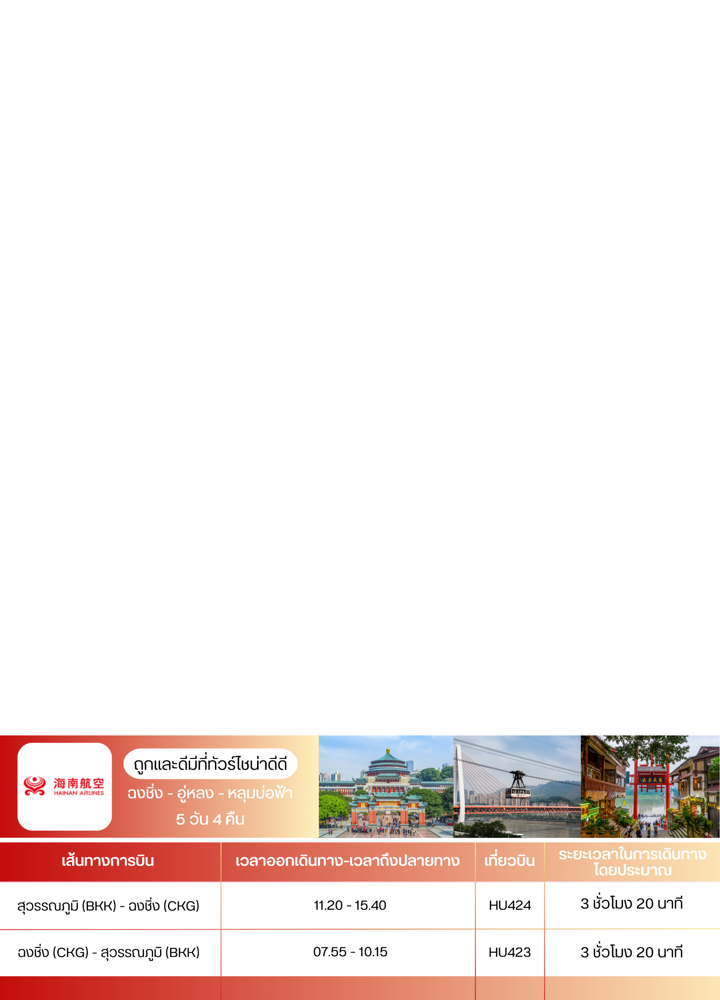 海南航空
HAINAN AIRLINES
ถูกและดีมีที่ทัวร์ไชน่าดีดี
ฉงชิ่ง - อู่หลง - หลุมบ่อฟ้า
5 วัน 4 คืน
เส้นทางการบิน
เวลาออกเดินทาง-เวลาถึงปลายทาง
เที่ยวบิน
ระยะเวลาในการเดินทาง
โดยประมาณ
สุวรรณภูมิ (BKK) - ฉงชิ่ง (CKG)
11.20 - 15.40
HU424
3 ชั่วโมง 20 นาที
ฉงชิ่ง (CKG) - สุวรรณภูมิ (BKK)
07.55 - 10.15
HU423
3 ชั่วโมง 20 นาที